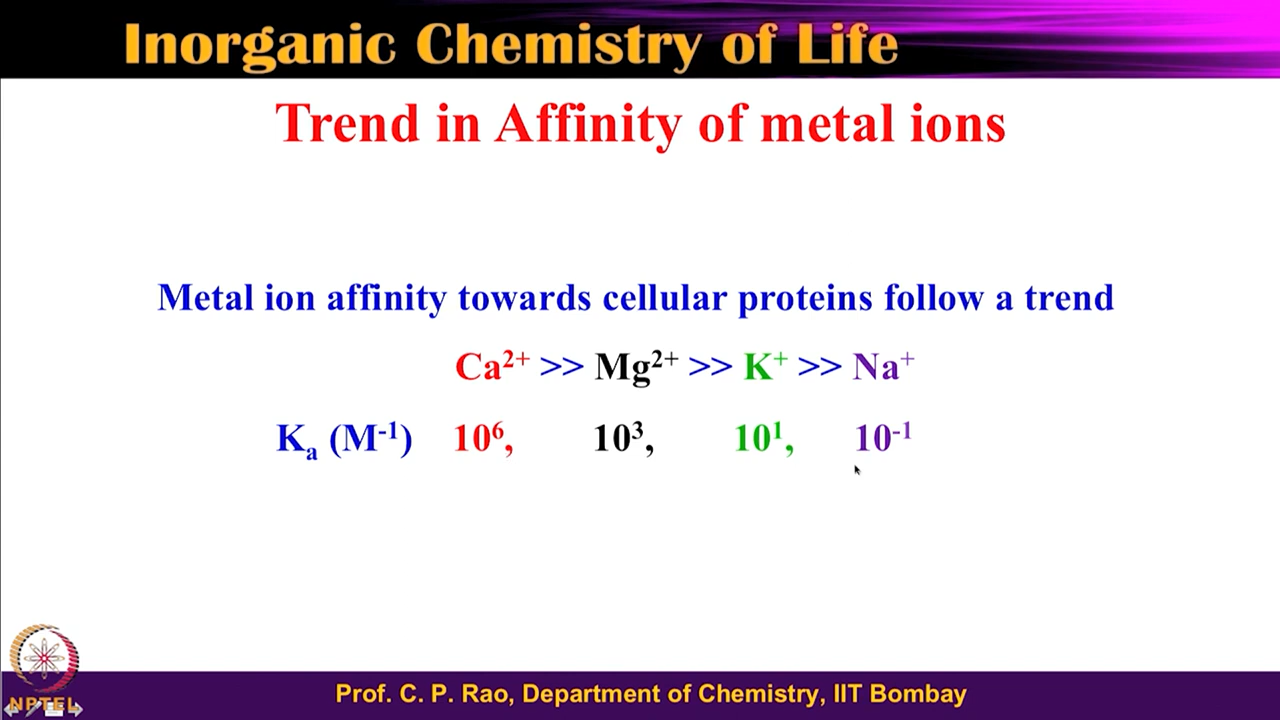 Inorganic Chemistry of Life
Trend in Affinity of metal ions
Metal ion affinity towards cellular proteins follow a trend
Ca²⁺ >> Mg²⁺ >> K⁺ >> Na⁺
Kₐ (M⁻¹) 10⁶, 10³, 10¹, 10⁻¹
NPTEL
Prof. C. P. Rao, Department of Chemistry, IIT Bombay